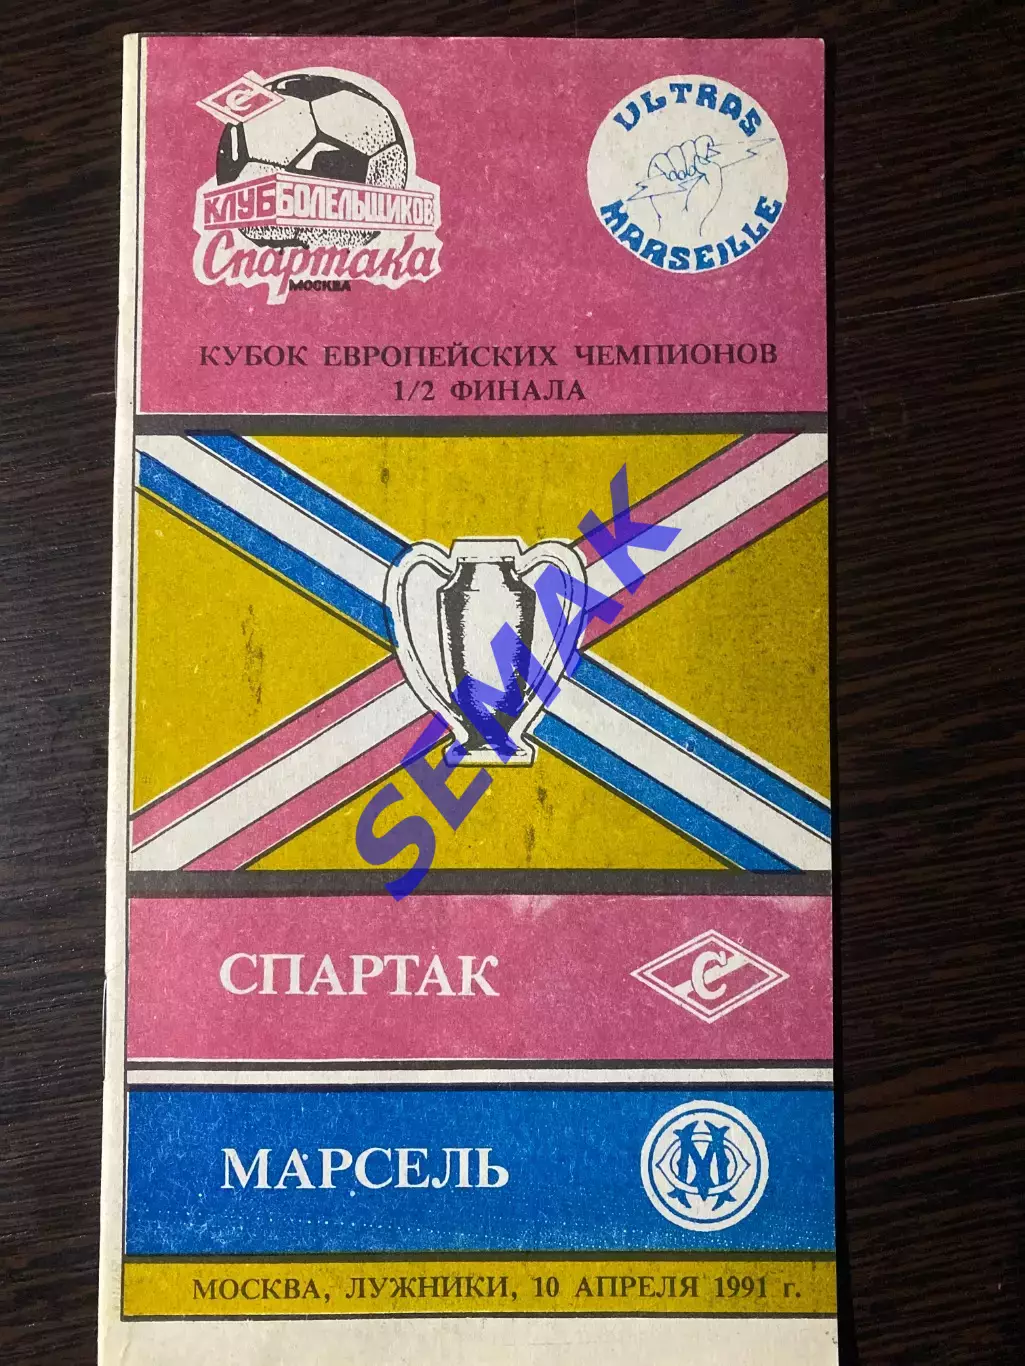 С
КЛУБ БОЛЕЛЬЩИКОВ
Спартака
МОСКВА
ULTRAS
MARSEILLE
КУБОК ЕВРОПЕЙСКИХ ЧЕМПИОНОВ
1/2 ФИНАЛА
SEMAK
СПАРТАК
С
МАРСЕЛЬ
МОСКВА, ЛУЖНИКИ, 10 АПРЕЛЯ 1991 г.